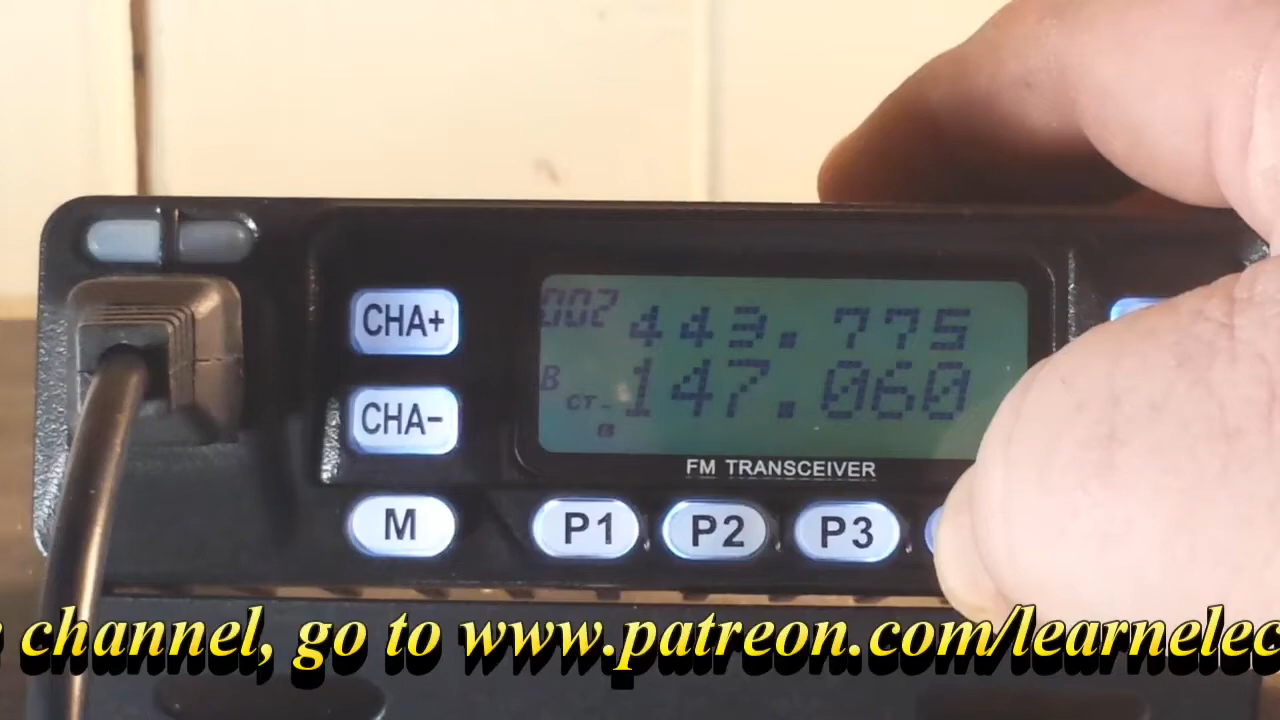 CHA+
002 443.775
B CT- 147.060
CHA-
FM TRANSCEIVER
M P1 P2 P3
channel, go to www.patreon.com/learnelec